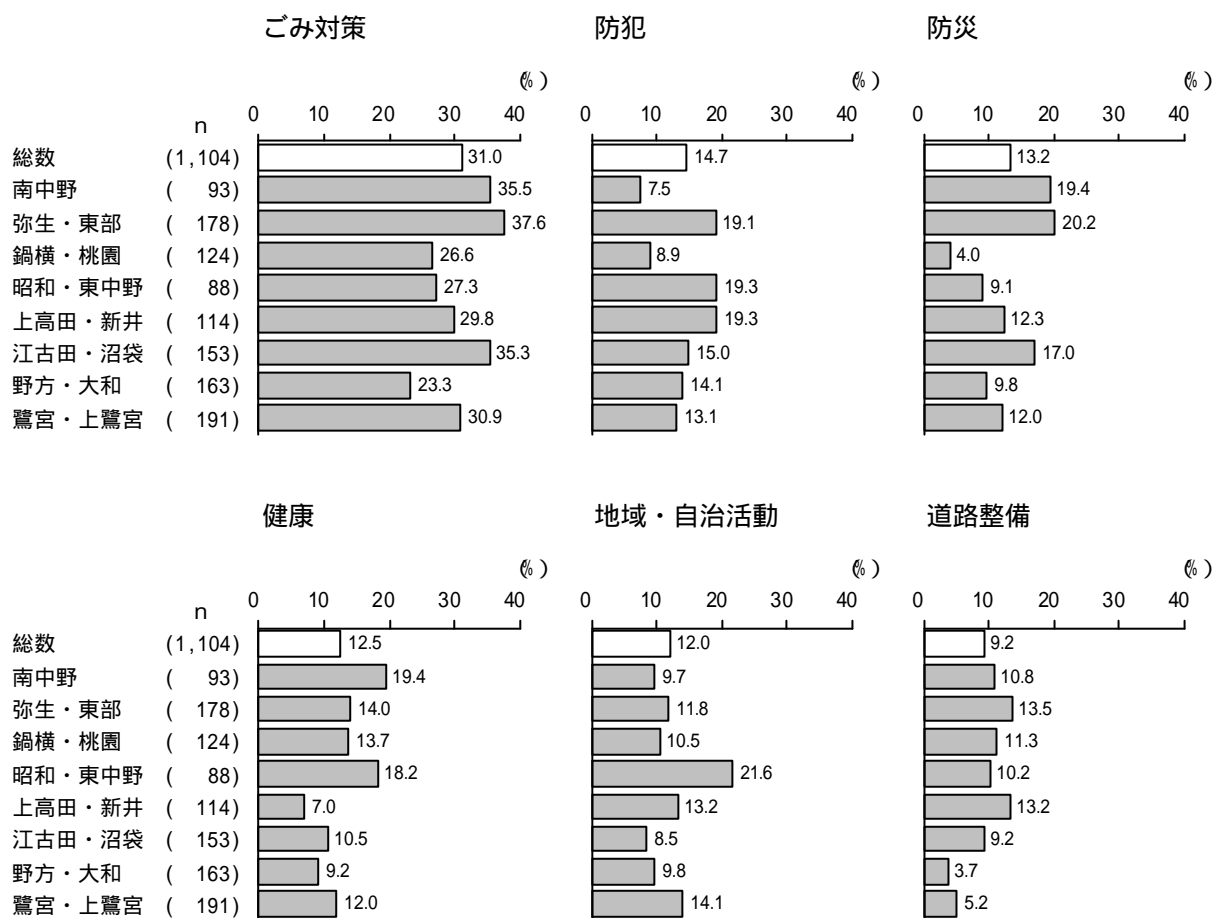 ごみ対策 防犯 防災
(%) (%) (%)
0 10 20 30 40 0 10 20 30 40 0 10 20 30 40
n
総数 (1,104) 31.0 14.7 13.2
南中野 ( 93) 35.5 7.5 19.4
弥生・東部 ( 178) 37.6 19.1 20.2
鍋横・桃園 ( 124) 26.6 8.9 4.0
昭和・東中野 ( 88) 27.3 19.3 9.1
上高田・新井 ( 114) 29.8 19.3 12.3
江古田・沼袋 ( 153) 35.3 15.0 17.0
野方・大和 ( 163) 23.3 14.1 9.8
鷺宮・上鷺宮 ( 191) 30.9 13.1 12.0
健康 地域・自治活動 道路整備
(%) (%) (%)
0 10 20 30 40 0 10 20 30 40 0 10 20 30 40
n
総数 (1,104) 12.5 12.0 9.2
南中野 ( 93) 19.4 9.7 10.8
弥生・東部 ( 178) 14.0 11.8 13.5
鍋横・桃園 ( 124) 13.7 10.5 11.3
昭和・東中野 ( 88) 18.2 21.6 10.2
上高田・新井 ( 114) 7.0 13.2 13.2
江古田・沼袋 ( 153) 10.5 8.5 9.2
野方・大和 ( 163) 9.2 9.8 3.7
鷺宮・上鷺宮 ( 191) 12.0 14.1 5.2